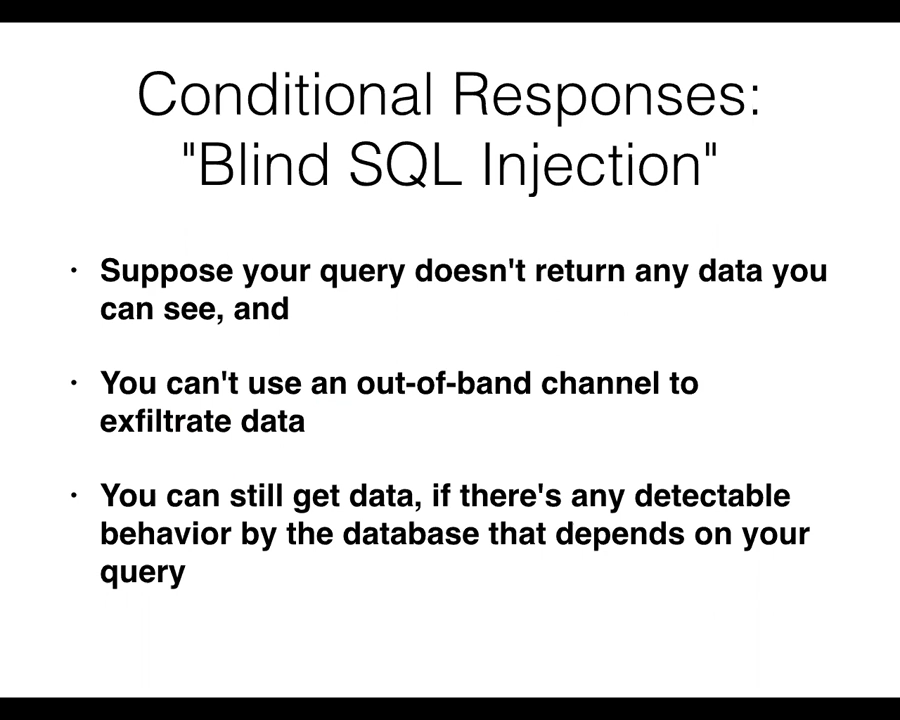 Conditional Responses:
"Blind SQL Injection"
• Suppose your query doesn't return any data you
can see, and
• You can't use an out-of-band channel to
exfiltrate data
• You can still get data, if there's any detectable
behavior by the database that depends on your
query